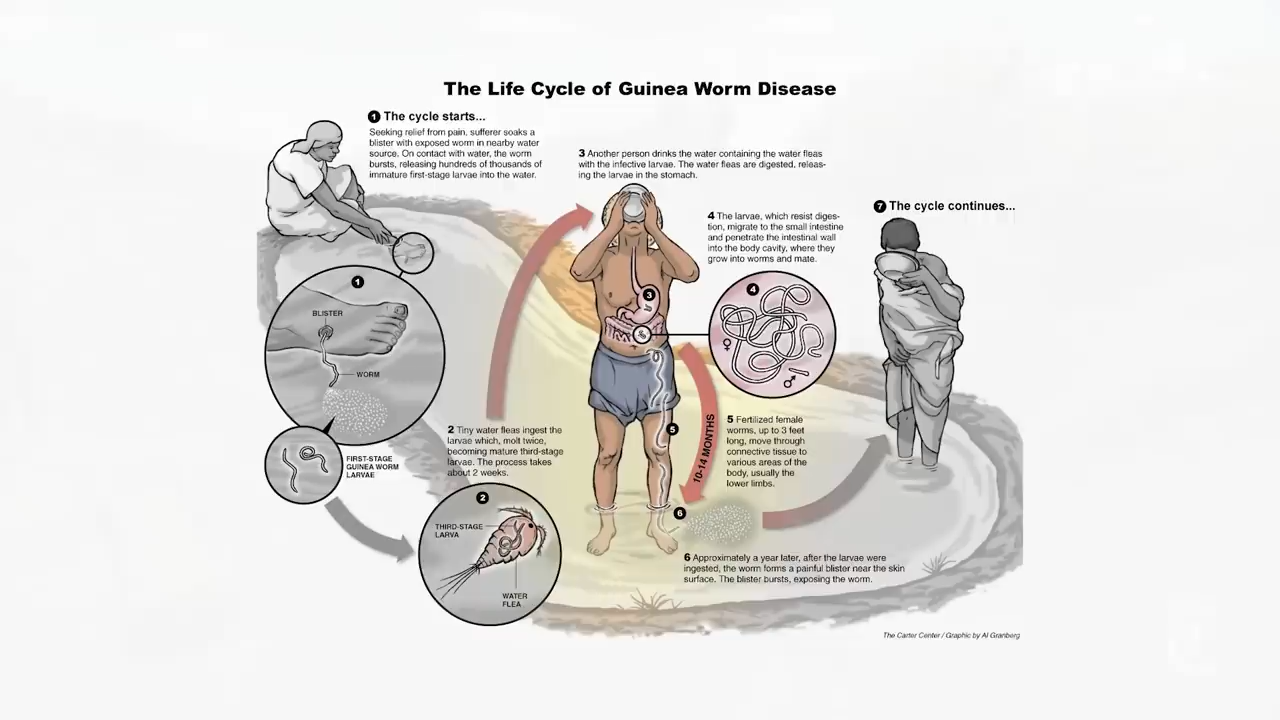 The Life Cycle of Guinea Worm Disease
1 The cycle starts...
Seeking relief from pain, sufferer soaks a
blister with exposed worm in nearby water
source. On contact with water, the worm
bursts, releasing hundreds of thousands of
immature first-stage larvae into the water.
1
BLISTER
WORM
FIRST-STAGE
GUINEA WORM
LARVAE
2 Tiny water fleas ingest the
larvae which, molt twice,
becoming mature third-stage
larvae. The process takes
about 2 weeks.
2
THIRD-STAGE
LARVA
WATER
FLEA
3 Another person drinks the water containing the water fleas
with the infective larvae. The water fleas are digested, releas-
ing the larvae in the stomach.
3
4 The larvae, which resist diges-
tion, migrate to the small intestine
and penetrate the intestinal wall
into the body cavity, where they
grow into worms and mate.
4
♀
♂
5 Fertilized female
worms, up to 3 feet
long, move through
connective tissue to
various areas of the
body, usually the
lower limbs.
5
10-14 MONTHS
6
6 Approximately a year later, after the larvae were
ingested, the worm forms a painful blister near the skin
surface. The blister bursts, exposing the worm.
7 The cycle continues...
The Carter Center / Graphic by Al Granberg